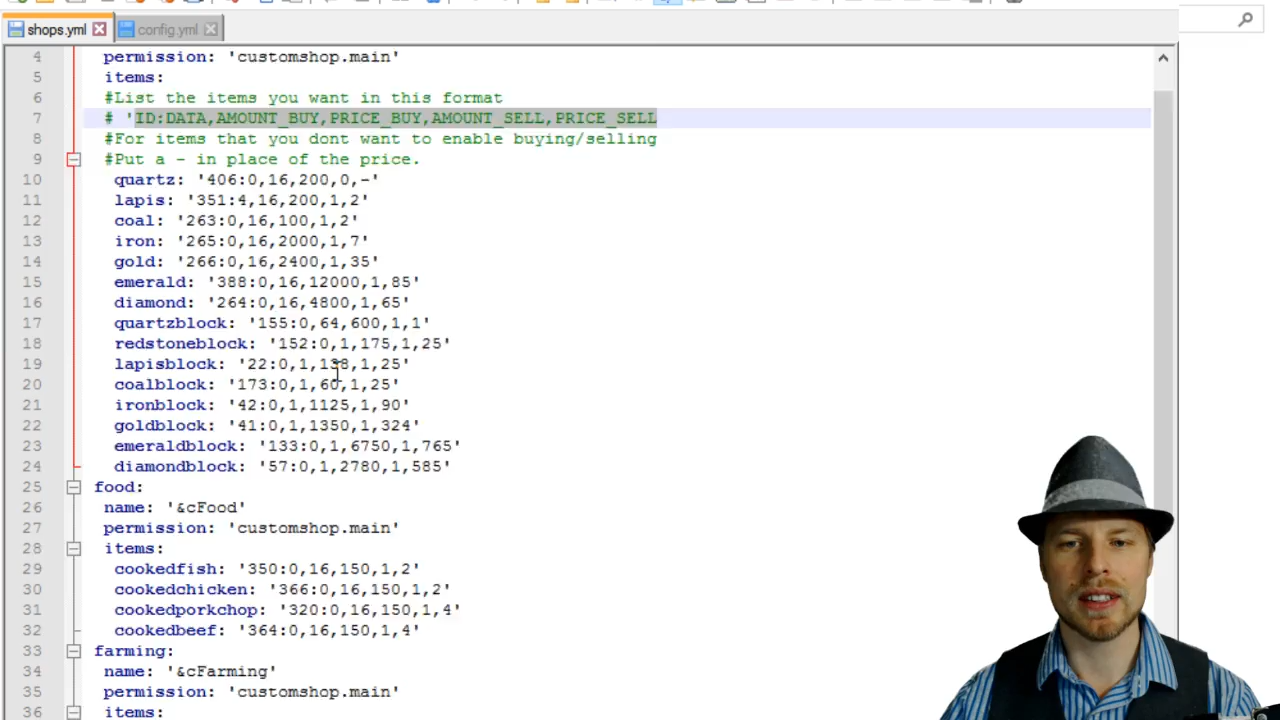 shops.yml
config.yml
4 permission: 'customshop.main'
5 items:
6 #List the items you want in this format
7 # 'ID:DATA,AMOUNT_BUY,PRICE_BUY,AMOUNT_SELL,PRICE_SELL
8 #For items that you dont want to enable buying/selling
9 #Put a - in place of the price.
10 quartz: '406:0,16,200,0,-'
11 lapis: '351:4,16,200,1,2'
12 coal: '263:0,16,100,1,2'
13 iron: '265:0,16,2000,1,7'
14 gold: '266:0,16,2400,1,35'
15 emerald: '388:0,16,12000,1,85'
16 diamond: '264:0,16,4800,1,65'
17 quartzblock: '155:0,64,600,1,1'
18 redstoneblock: '152:0,1,175,1,25'
19 lapisblock: '22:0,1,138,1,25'
20 coalblock: '173:0,1,60,1,25'
21 ironblock: '42:0,1,1125,1,90'
22 goldblock: '41:0,1,1350,1,324'
23 emeraldblock: '133:0,1,6750,1,765'
24 diamondblock: '57:0,1,2780,1,585'
25 food:
26 name: '&cFood'
27 permission: 'customshop.main'
28 items:
29 cookedfish: '350:0,16,150,1,2'
30 cookedchicken: '366:0,16,150,1,2'
31 cookedporkchop: '320:0,16,150,1,4'
32 cookedbeef: '364:0,16,150,1,4'
33 farming:
34 name: '&cFarming'
35 permission: 'customshop.main'
36 items: